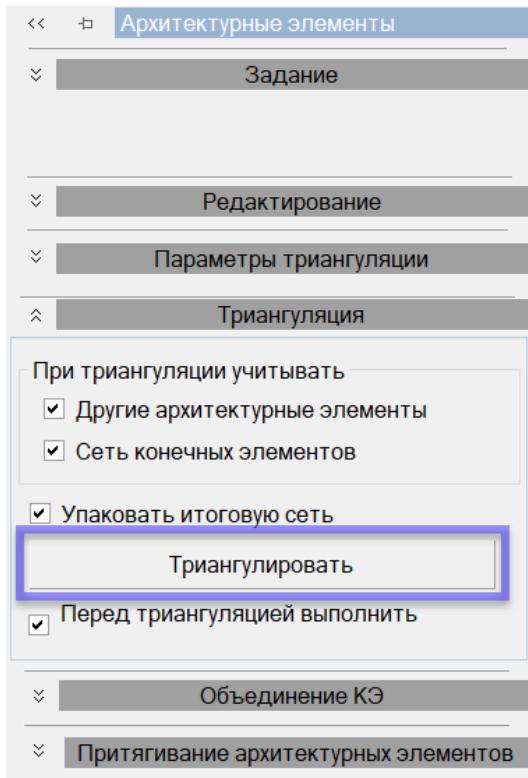 Архитектурные элементы
Задание
Редактирование
Параметры триангуляции
Триангуляция
При триангуляции учитывать
Другие архитектурные элементы
Сеть конечных элементов
Упаковать итоговую сеть
Триангулировать
Перед триангуляцией выполнить
Объединение КЭ
Притягивание архитектурных элементов